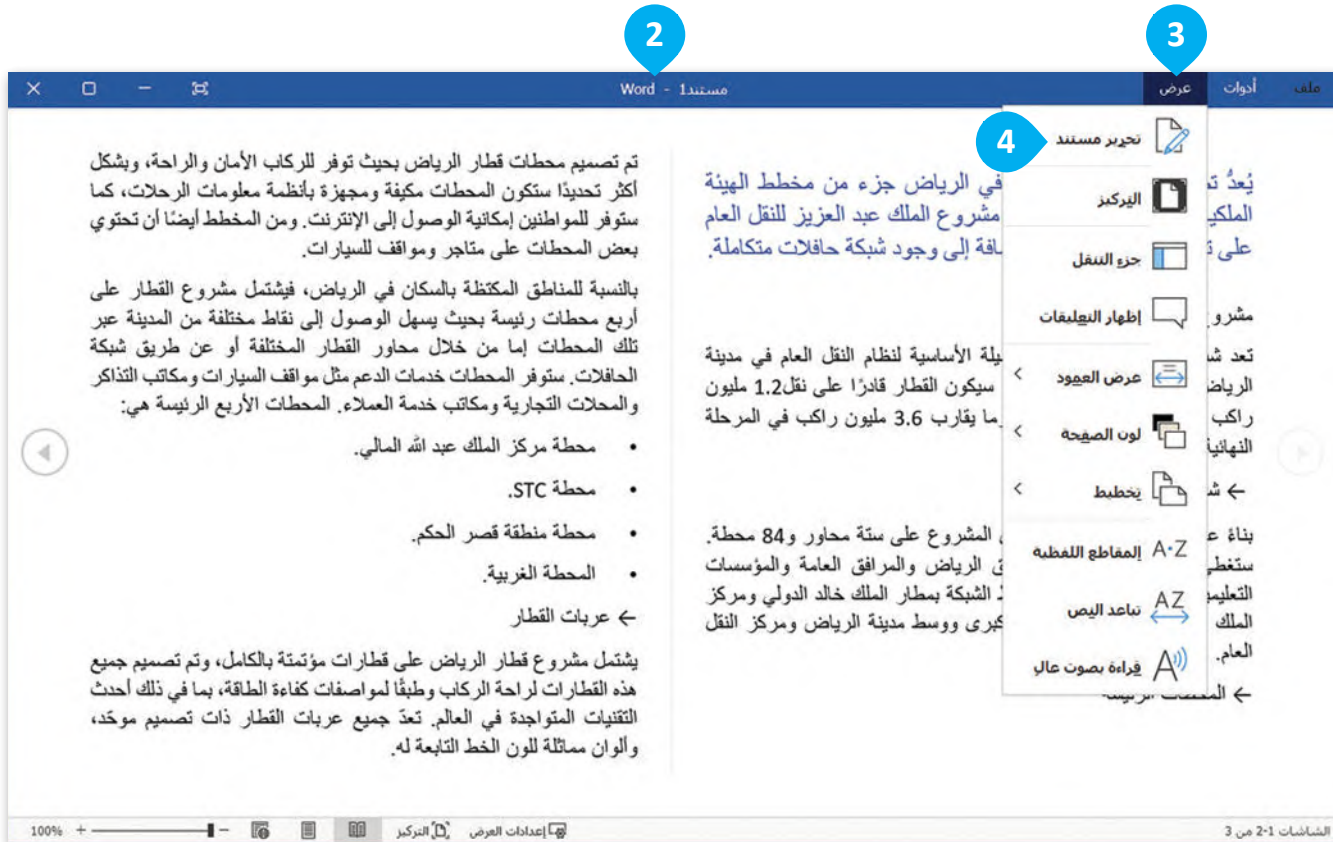 2
3
ملف
أدوات
عرض
مستند1 - Word
4
تحرير مستند
التركيز
جزء التنقل
إظهار التعليقات
عرض العمود
لون الصفحة
تخطيط
المقاطع اللفظية
A·Z
تباعد النص
AZ
قراءة بصوت عالٍ
يُعدُّ في الرياض جزء من مخطط الهيئة
مشروع الملك عبد العزيز للنقل العام
على إلى وجود شبكة حافلات متكاملة.
تعد الأساسية لنظام النقل العام في مدينة
سيكون القطار قادرًا على نقل1.2 مليون
راكب ما يقارب 3.6 مليون راكب في المرحلة
النهائية
بناءً المشروع على ستة محاور و84 محطة.
الرياض والمرافق العامة والمؤسسات
الشبكة بمطار الملك خالد الدولي ومركز
الملك ووسط مدينة الرياض ومركز النقل
العام.
←
تم تصميم محطات قطار الرياض بحيث توفر للركاب الأمان والراحة، وبشكل
أكثر تحديدًا ستكون المحطات مكيفة ومجهزة بأنظمة معلومات الرحلات، كما
ستوفر للمواطنين إمكانية الوصول إلى الإنترنت. ومن المخطط أيضًا أن تحتوي
بعض المحطات على متاجر ومواقف للسيارات.
بالنسبة للمناطق المكتظة بالسكان في الرياض، فيشتمل مشروع القطار على
أربع محطات رئيسة بحيث يسهل الوصول إلى نقاط مختلفة من المدينة عبر
تلك المحطات إما من خلال محاور القطار المختلفة أو عن طريق شبكة
الحافلات. ستوفر المحطات خدمات الدعم مثل مواقف السيارات ومكاتب التذاكر
والمحلات التجارية ومكاتب خدمة العملاء. المحطات الأربع الرئيسة هي:
• محطة مركز الملك عبد الله المالي.
• محطة STC.
• محطة منطقة قصر الحكم.
• المحطة الغربية.
← عربات القطار
يشتمل مشروع قطار الرياض على قطارات مؤتمتة بالكامل، وتم تصميم جميع
هذه القطارات لراحة الركاب وطبقًا لمواصفات كفاءة الطاقة، بما في ذلك أحدث
التقنيات المتواجدة في العالم. تعدّ جميع عربات القطار ذات تصميم موحّد،
وألوان مماثلة للون الخط التابعة له.
الشاشات 1-2 من 3
إعدادات العرض
التركيز
100%